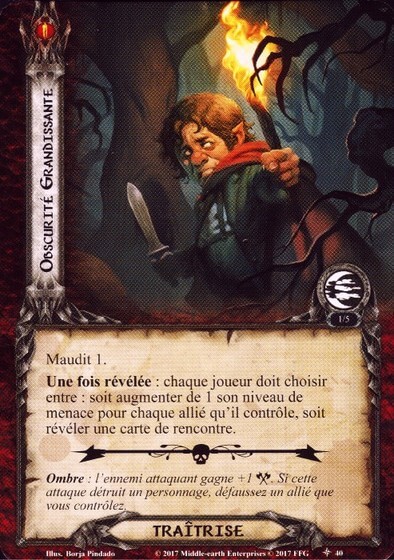 Obscurité Grandissante
1/5
Maudit 1.
Une fois révélée : chaque joueur doit choisir
entre : soit augmenter de 1 son niveau de
menace pour chaque allié qu'il contrôle, soit
révéler une carte de rencontre.
Ombre : l'ennemi attaquant gagne +1 . Si cette
attaque détruit un personnage, défaussez un allié que
vous contrôlez.
TRAÎTRISE
Illus. Borja Pindado © 2017 Middle-earth Enterprises © 2017 FFG 40